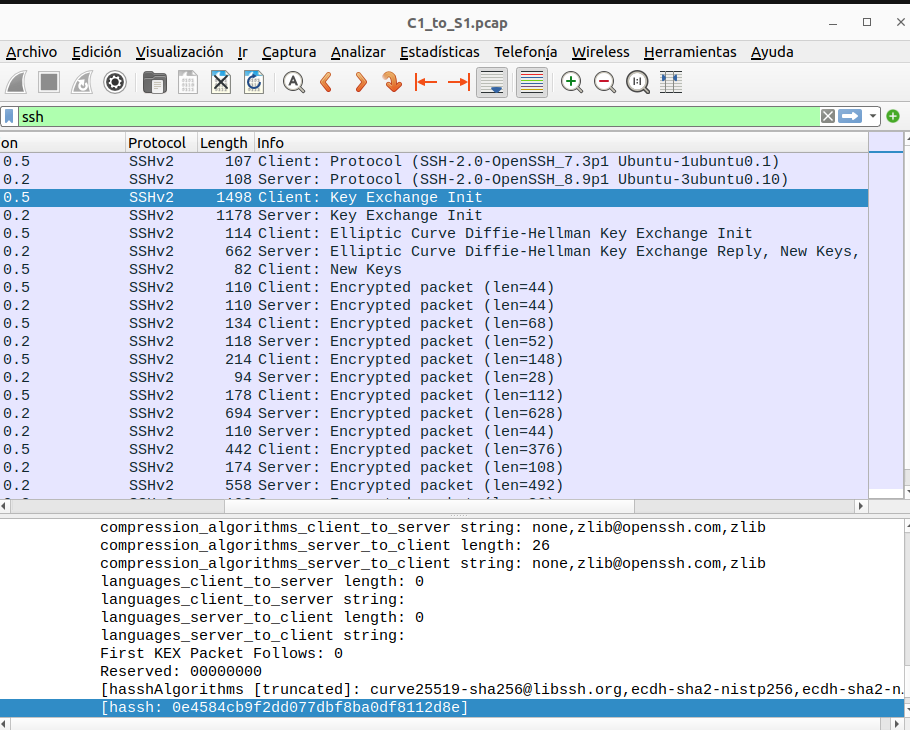 C1_to_S1.pcap
Archivo Edición Visualización Ir Captura Analizar Estadísticas Telefonía Wireless Herramientas Ayuda
ssh
on Protocol Length Info
0.5 SSHv2 107 Client: Protocol (SSH-2.0-OpenSSH_7.3p1 Ubuntu-1ubuntu0.1)
0.2 SSHv2 108 Server: Protocol (SSH-2.0-OpenSSH_8.9p1 Ubuntu-3ubuntu0.10)
0.5 SSHv2 1498 Client: Key Exchange Init
0.2 SSHv2 1178 Server: Key Exchange Init
0.5 SSHv2 114 Client: Elliptic Curve Diffie-Hellman Key Exchange Init
0.2 SSHv2 662 Server: Elliptic Curve Diffie-Hellman Key Exchange Reply, New Keys,
0.5 SSHv2 82 Client: New Keys
0.5 SSHv2 110 Client: Encrypted packet (len=44)
0.2 SSHv2 110 Server: Encrypted packet (len=44)
0.5 SSHv2 134 Client: Encrypted packet (len=68)
0.2 SSHv2 118 Server: Encrypted packet (len=52)
0.5 SSHv2 214 Client: Encrypted packet (len=148)
0.2 SSHv2 94 Server: Encrypted packet (len=28)
0.5 SSHv2 178 Client: Encrypted packet (len=112)
0.2 SSHv2 694 Server: Encrypted packet (len=628)
0.2 SSHv2 110 Server: Encrypted packet (len=44)
0.5 SSHv2 442 Client: Encrypted packet (len=376)
0.2 SSHv2 174 Server: Encrypted packet (len=108)
0.2 SSHv2 558 Server: Encrypted packet (len=492)
compression_algorithms_client_to_server string: none,zlib@openssh.com,zlib
compression_algorithms_server_to_client length: 26
compression_algorithms_server_to_client string: none,zlib@openssh.com,zlib
languages_client_to_server length: 0
languages_client_to_server string:
languages_server_to_client length: 0
languages_server_to_client string:
First KEX Packet Follows: 0
Reserved: 00000000
[hasshAlgorithms [truncated]: curve25519-sha256@libssh.org,ecdh-sha2-nistp256,ecdh-sha2-n
[hassh: 0e4584cb9f2dd077dbf8ba0df8112d8e]